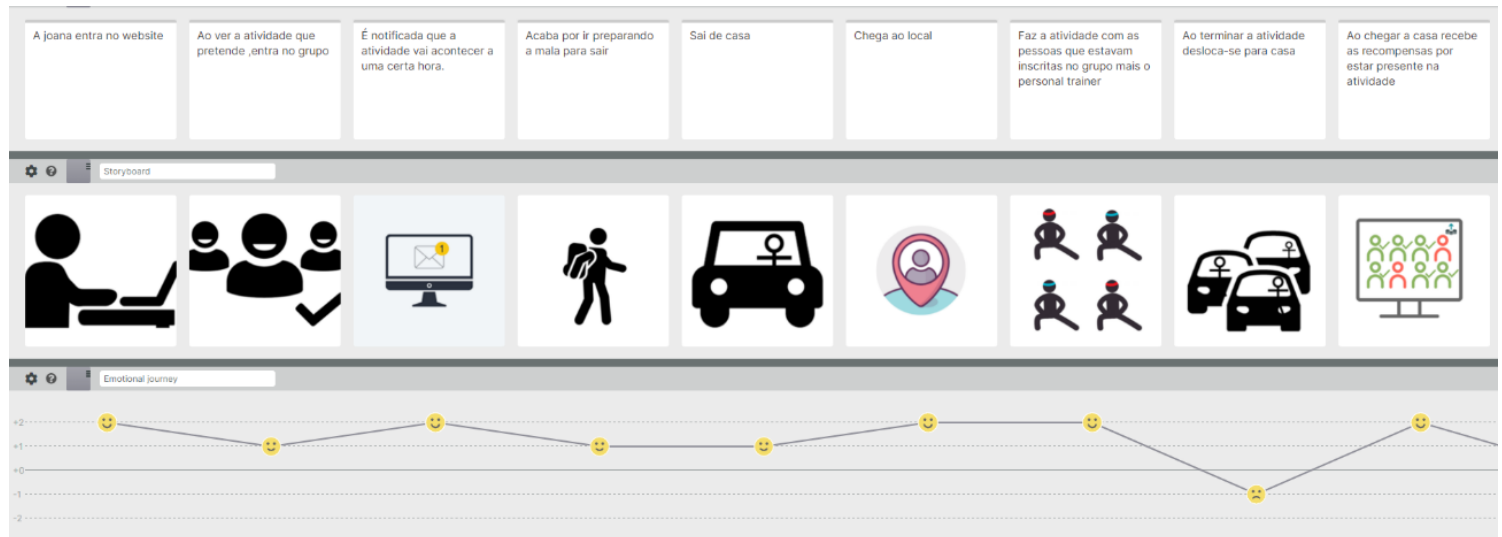 A joana entra no website
Ao ver a atividade que
pretende ,entra no grupo
É notificada que a
atividade vai acontecer a
uma certa hora.
Acaba por ir preparando
a mala para sair
Sai de casa
Chega ao local
Faz a atividade com as
pessoas que estavam
inscritas no grupo mais o
personal trainer
Ao terminar a atividade
desloca-se para casa
Ao chegar a casa recebe
as recompensas por
estar presente na
atividade
Storyboard
1
Emotional journey
+2
+1
+0
-1
-2